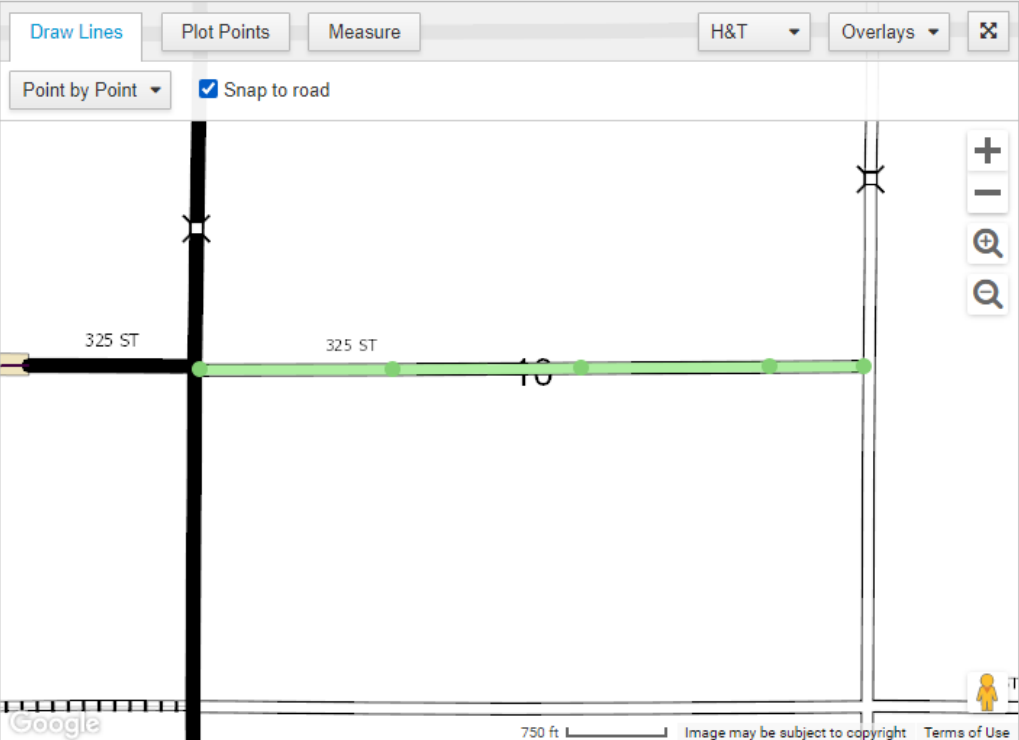 Draw Lines
Plot Points
Measure
H&T
Overlays
Point by Point
Snap to road
325 ST
325 ST
10
Google
750 ft
Image may be subject to copyright
Terms of Use